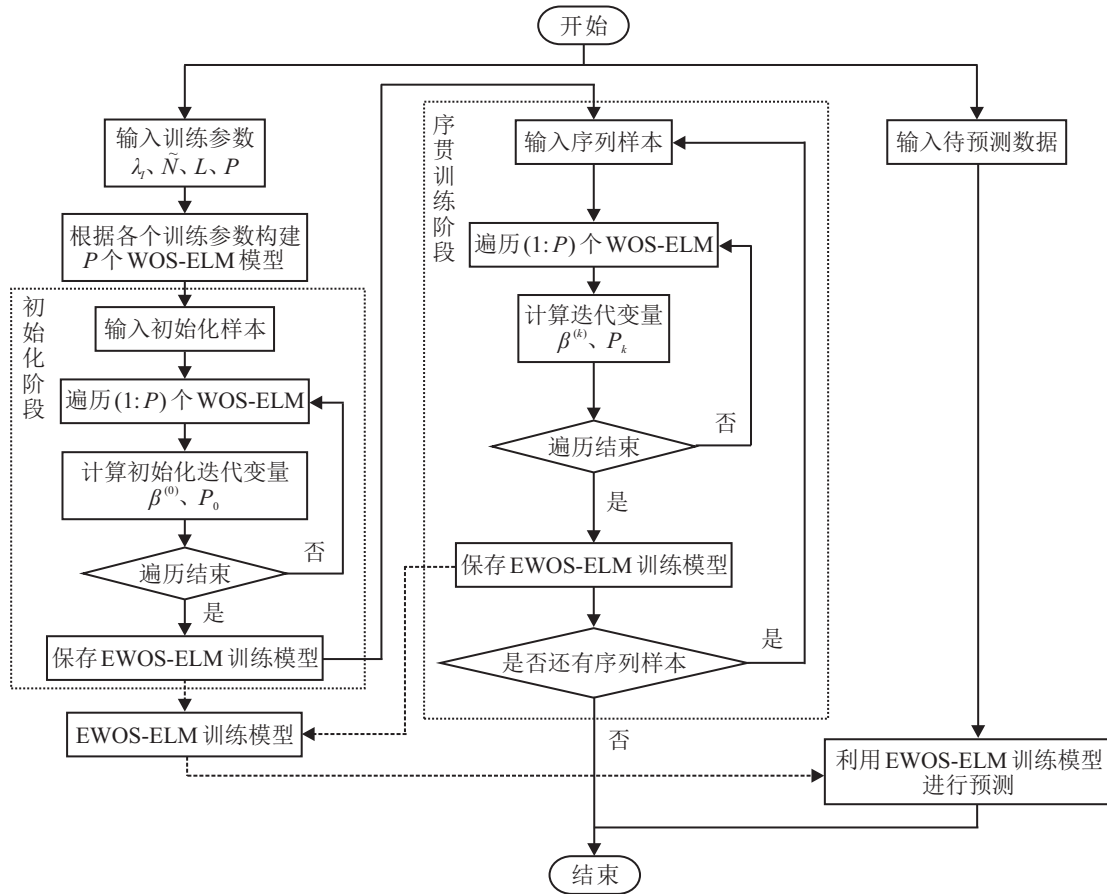 开始
输入训练参数
λ_I、Ñ、L、P
根据各个训练参数构建
P个WOS-ELM模型
初始化阶段
输入初始化样本
遍历(1:P)个WOS-ELM
计算初始化迭代变量
β⁽⁰⁾、P₀
否
遍历结束
是
保存EWOS-ELM训练模型
EWOS-ELM训练模型
序贯训练阶段
输入序列样本
遍历(1:P)个WOS-ELM
计算迭代变量
β⁽ᵏ⁾、Pₖ
否
遍历结束
是
保存EWOS-ELM训练模型
是
是否还有序列样本
否
输入待预测数据
利用EWOS-ELM训练模型
进行预测
结束